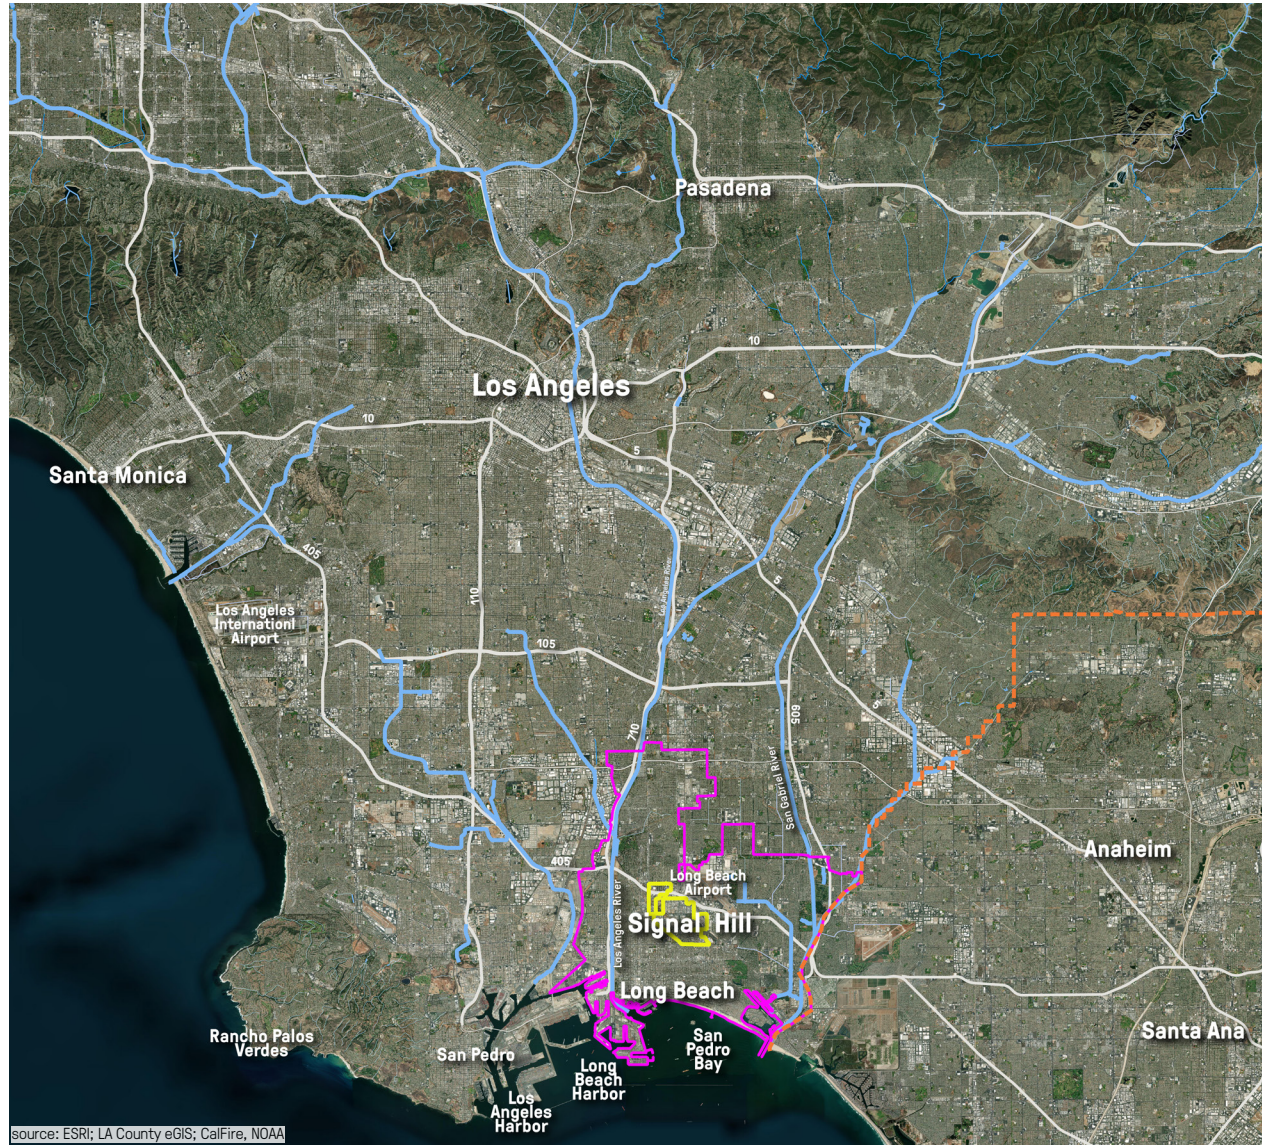 Pasadena
10
Los Angeles
10
5
Santa Monica
405
Los Angeles River
5
110
Los Angeles
Internationl
Airport
105
5
605
710
San Gabriel River
Anaheim
405
Long Beach
Airport
Los Angeles River
Signal Hill
Long Beach
Santa Ana
Rancho Palos
Verdes
San Pedro
San
Pedro
Bay
Long
Beach
Harbor
Los
Angeles
Harbor
source: ESRI; LA County eGIS; CalFire, NOAA